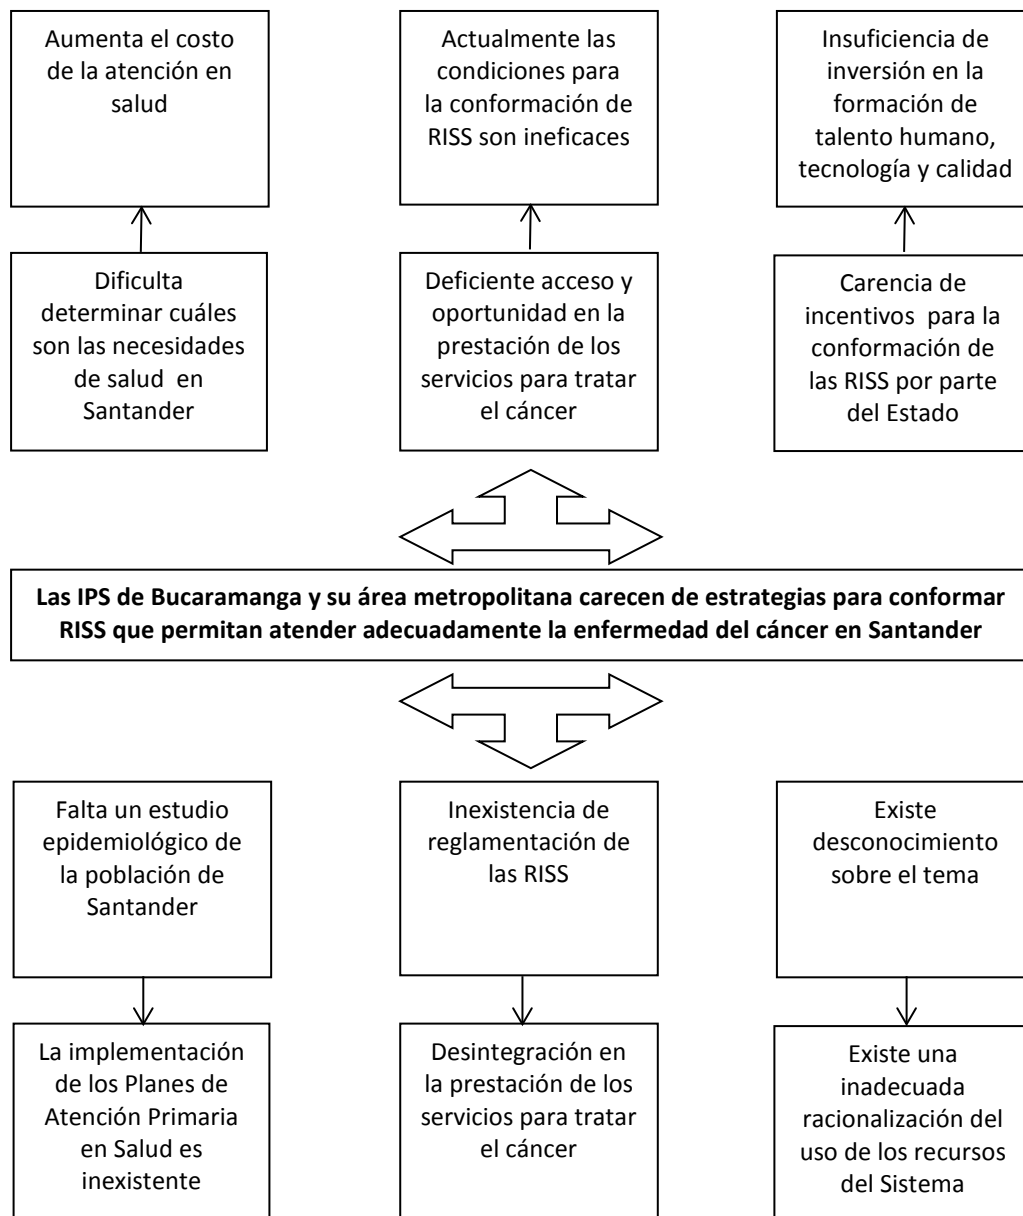 Aumenta el costo
de la atención en
salud
Actualmente las
condiciones para
la conformación de
RISS son ineficaces
Insuficiencia de
inversión en la
formación de
talento humano,
tecnología y calidad
Dificulta
determinar cuáles
son las necesidades
de salud en
Santander
Deficiente acceso y
oportunidad en la
prestación de los
servicios para tratar
el cáncer
Carencia de
incentivos para la
conformación de
las RISS por parte
del Estado
Las IPS de Bucaramanga y su área metropolitana carecen de estrategias para conformar
RISS que permitan atender adecuadamente la enfermedad del cáncer en Santander
Falta un estudio
epidemiológico de
la población de
Santander
Inexistencia de
reglamentación de
las RISS
Existe
desconocimiento
sobre el tema
La implementación
de los Planes de
Atención Primaria
en Salud es
inexistente
Desintegración en
la prestación de los
servicios para tratar
el cáncer
Existe una
inadecuada
racionalización del
uso de los recursos
del Sistema